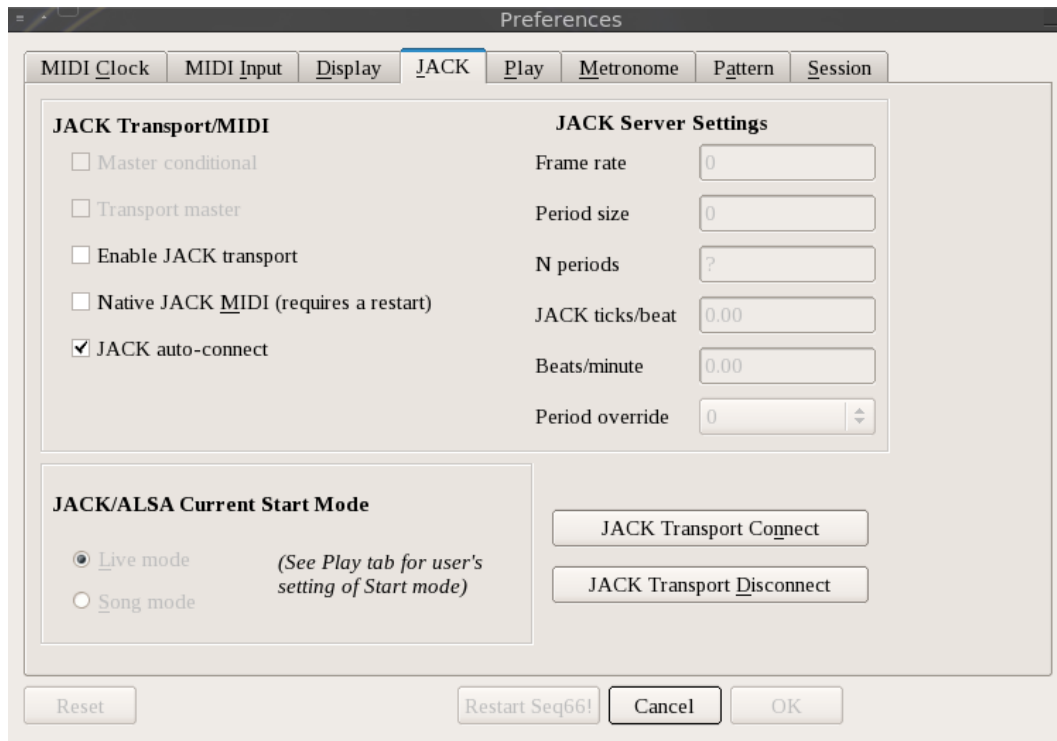 Preferences
MIDI Clock MIDI Input Display JACK Play Metronome Pattern Session
JACK Transport/MIDI
Master conditional
Transport master
Enable JACK transport
Native JACK MIDI (requires a restart)
JACK auto-connect
JACK Server Settings
Frame rate 0
Period size 0
N periods ?
JACK ticks/beat 0.00
Beats/minute 0.00
Period override 0
JACK/ALSA Current Start Mode
Live mode
Song mode
(See Play tab for user's
setting of Start mode)
JACK Transport Connect
JACK Transport Disconnect
Reset Restart Seq66! Cancel OK